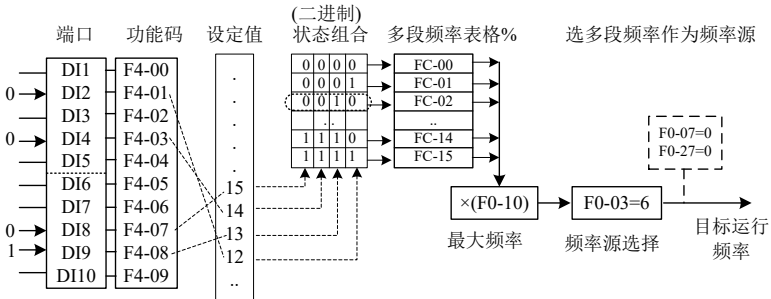 (二进制)
端口 功能码 设定值 状态组合 多段频率表格% 选多段频率作为频率源
DI1 F4-00 . 0 0 0 0 FC-00
0 DI2 F4-01 . 0 0 0 1 FC-01
DI3 F4-02 . 0 0 1 0 FC-02
.. ..
0 DI4 F4-03 . 1 1 1 0 FC-14
DI5 F4-04 . 1 1 1 1 FC-15
F0-07=0
F0-27=0
DI6 F4-05 15
DI7 F4-06 14 ×(F0-10) F0-03=6
0 DI8 F4-07 13 最大频率 频率源选择 目标运行
1 DI9 F4-08 12 频率
DI10 F4-09 ..